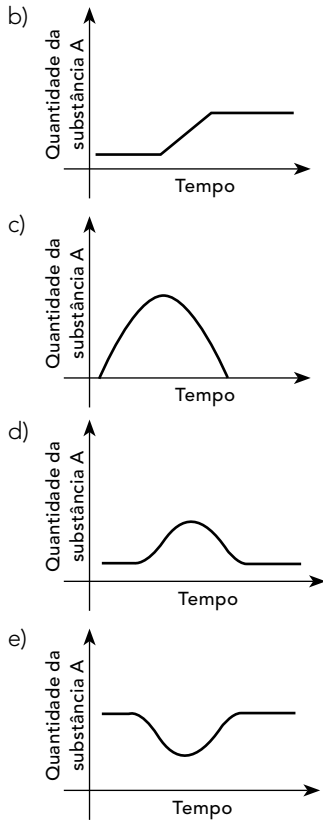 b)
Quantidade da
substância A
Tempo
c)
Quantidade da
substância A
Tempo
d)
Quantidade da
substância A
Tempo
e)
Quantidade da
substância A
Tempo